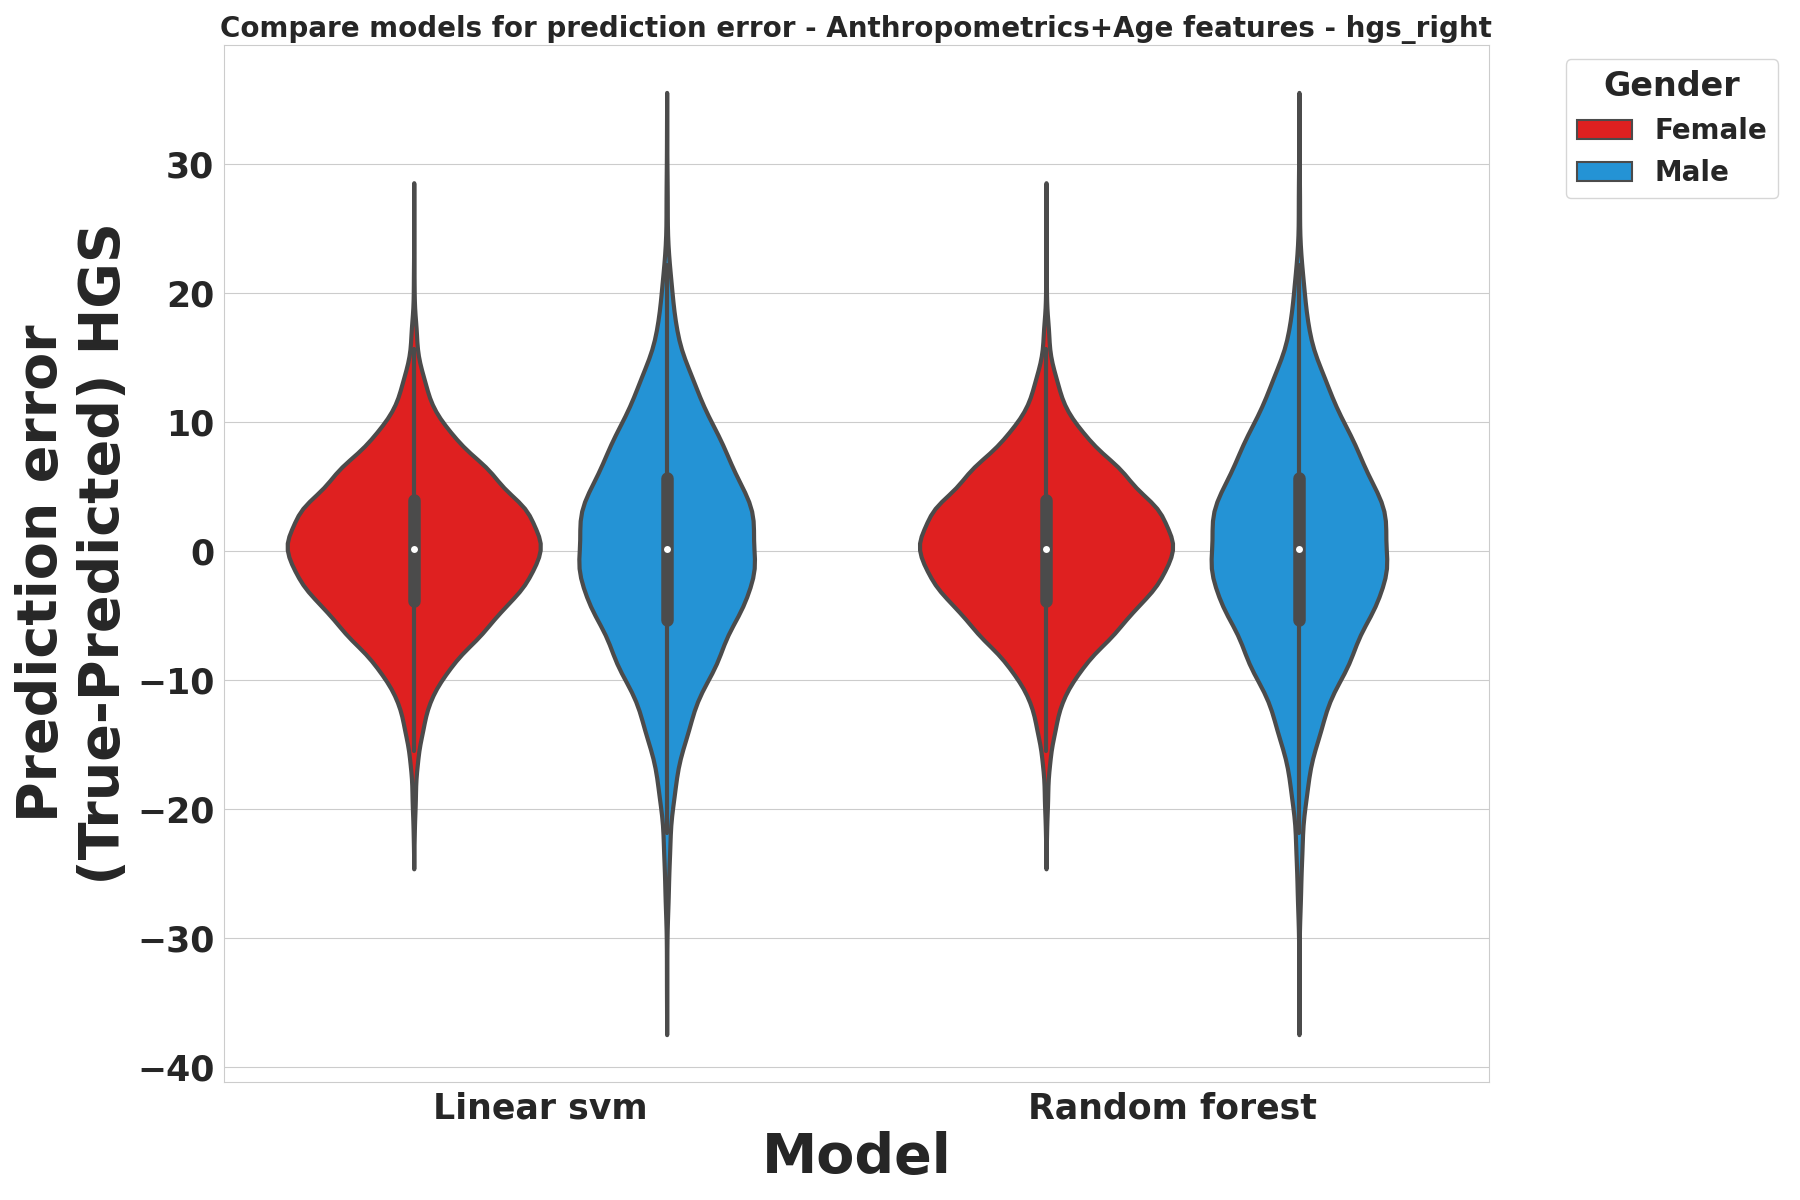 Compare models for prediction error - Anthropometrics+Age features - hgs_right
Gender
Female
Male
Prediction error
(True-Predicted) HGS
30
20
10
0
−10
−20
−30
−40
Linear svm
Random forest
Model